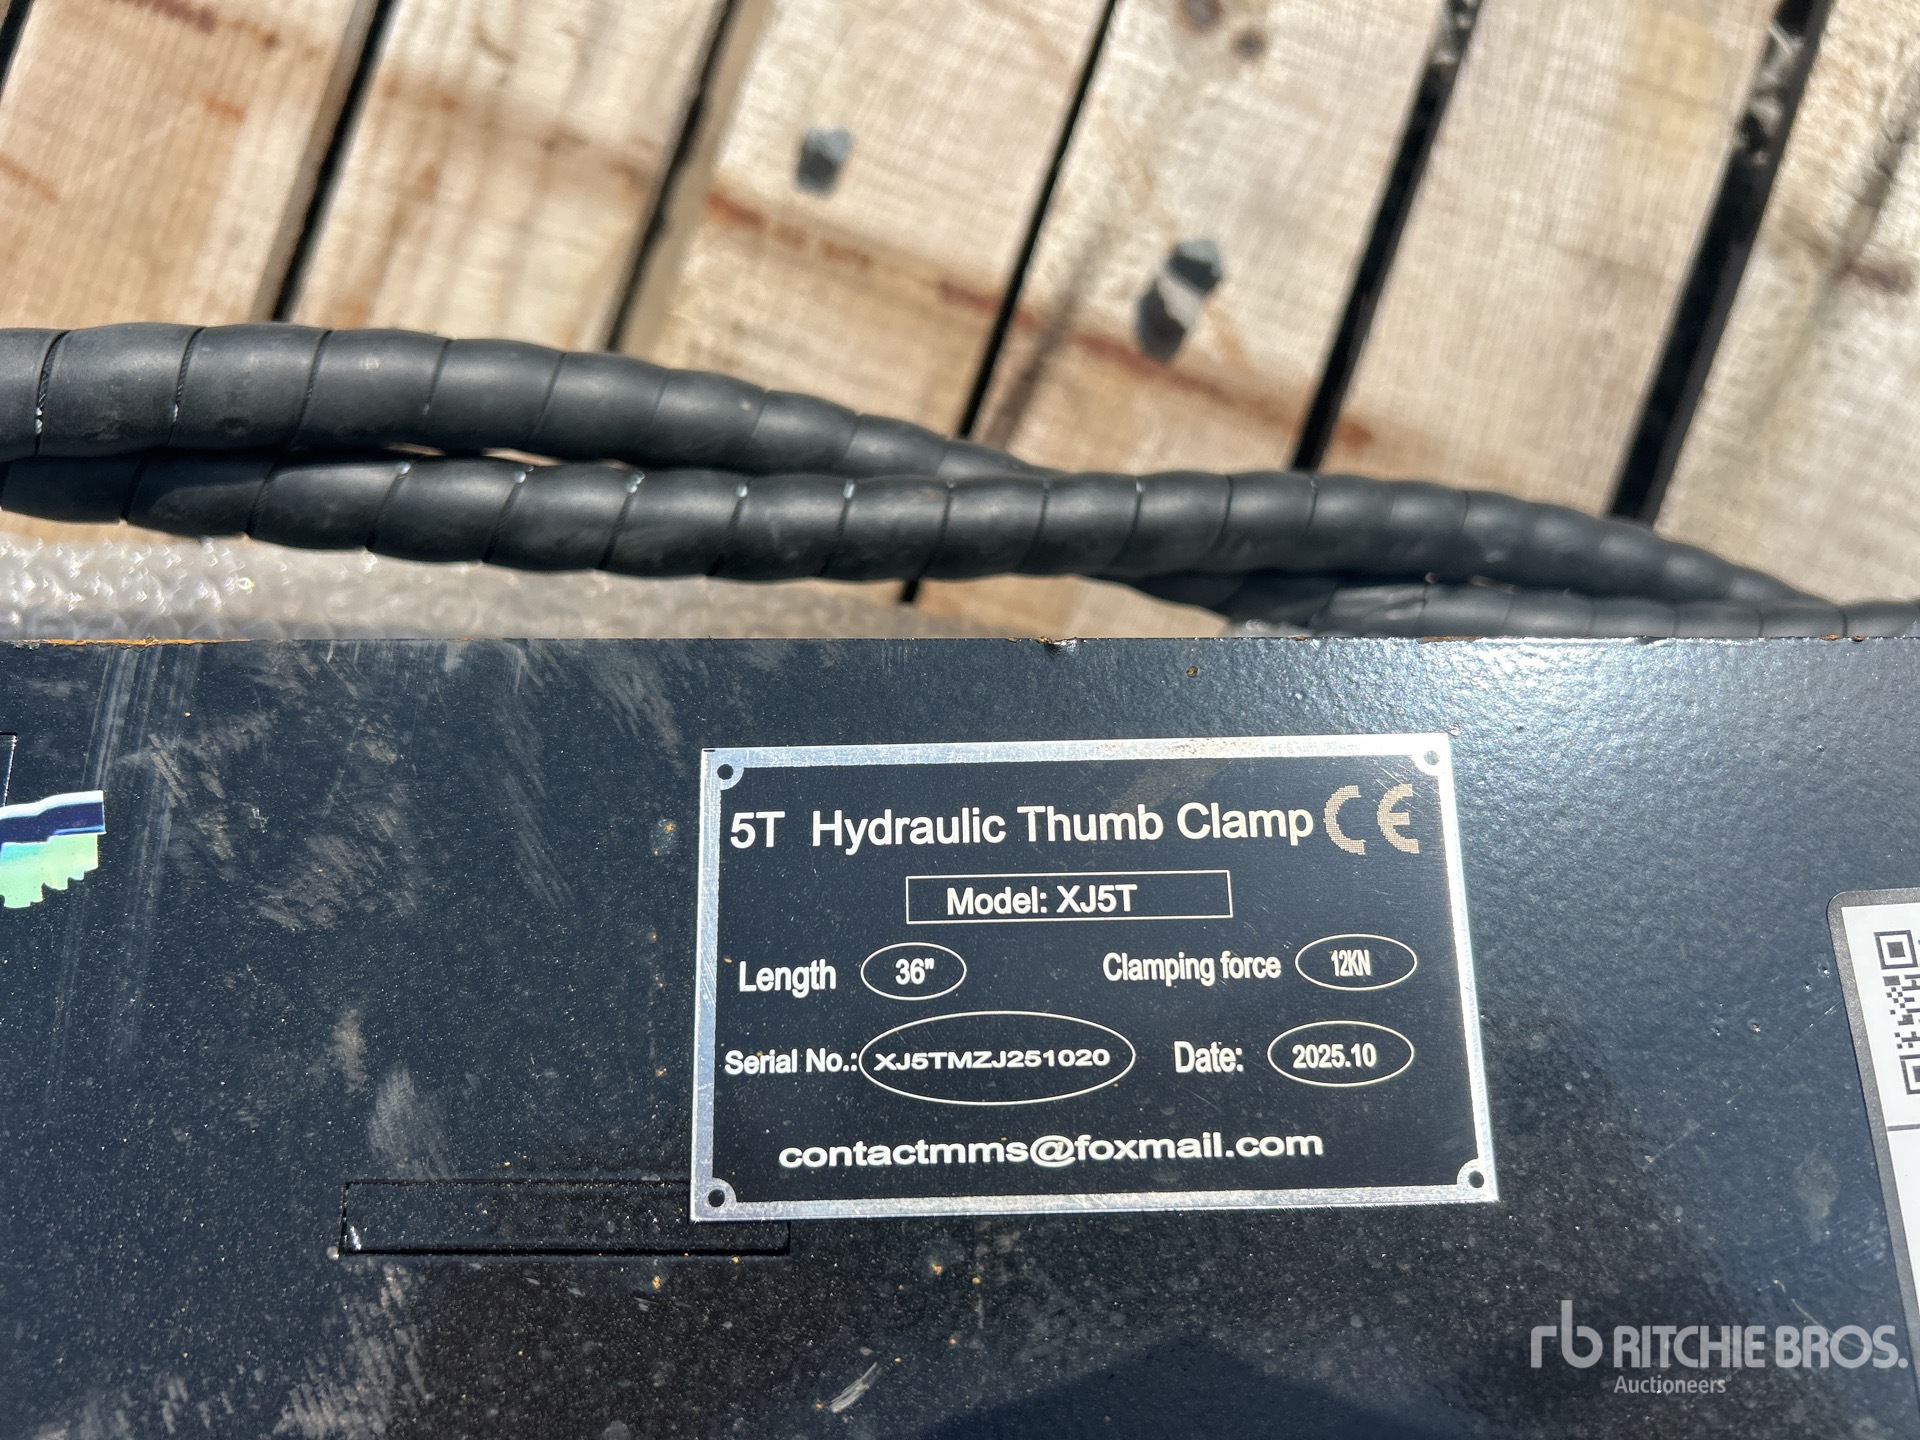 5T Hydraulic Thumb Clamp CE
Model: XJ5T
Length 36" Clamping force 12KN
Serial No.: XJ5TMZJ251020 Date: 2025.10
contactmms@foxmail.com
rb RITCHIE BROS.
Auctioneers